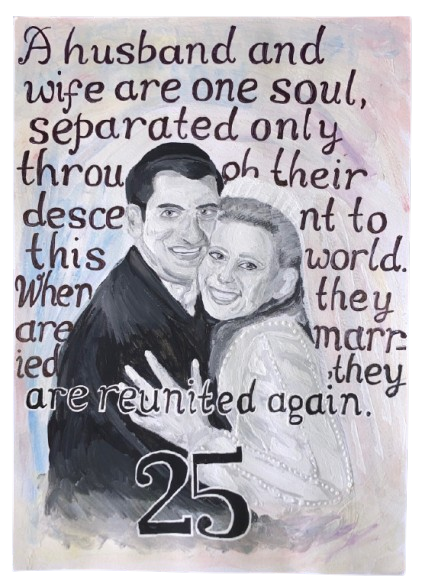 A husband and
wife are one soul,
separated only
throu gh their
desce nt to
this world.
When they
are marr-
ied , they
are reunited again.
25